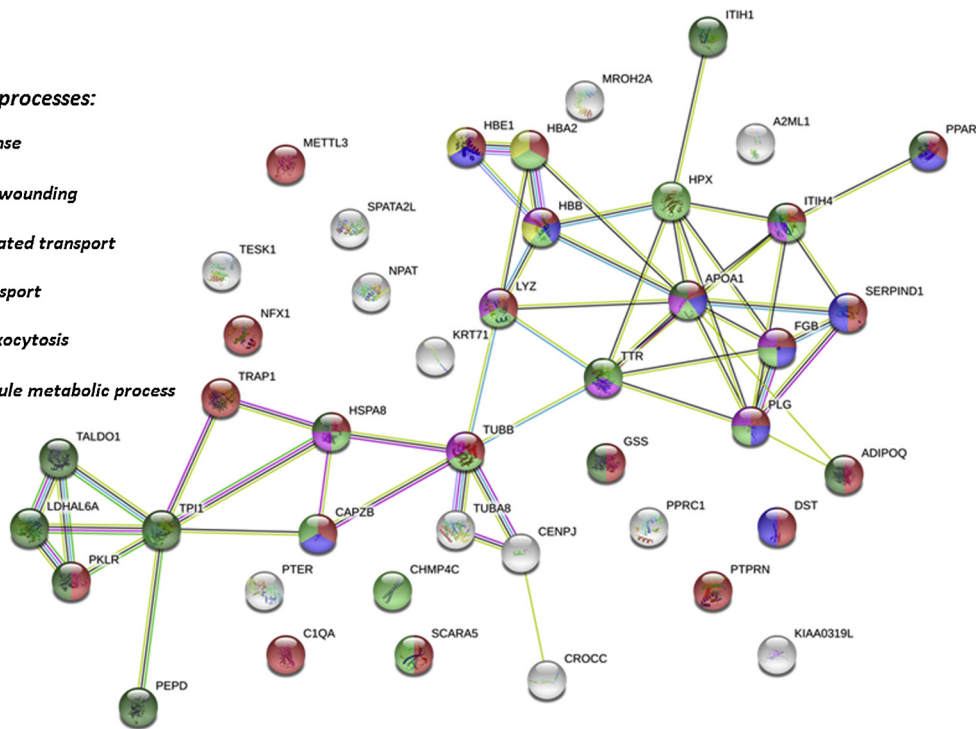 processes:
nse
wounding
ated transport
sport
xocytosis
ule metabolic process
ITIH1
MROH2A
A2ML1
PPAR
HBE1
HBA2
METTL3
HPX
ITIH4
SPATA2L
HBB
TESK1
NPAT
LYZ
APOA1
SERPIND1
NFX1
KRT71
FGB
TTR
TRAP1
PLG
HSPA8
TUBB
GSS
ADIPOQ
TALDO1
LDHAL6A
TPI1
CAPZB
TUBA8
CENPJ
PPRC1
DST
PKLR
PTER
CHMP4C
PTPRN
C1QA
SCARA5
KIAA0319L
CROCC
PEPD